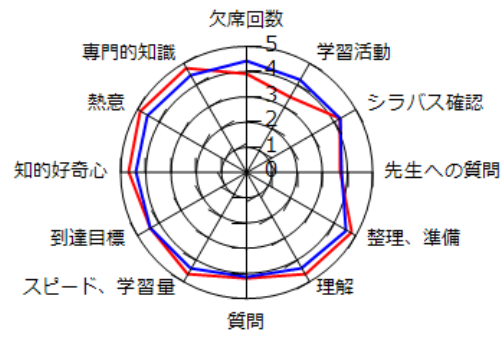 欠席回数
専門的知識
5
学習活動
4
熱意
3
シラバス確認
2
1
知的好奇心
0
先生への質問
到達目標
整理、準備
スピード、学習量
理解
質問